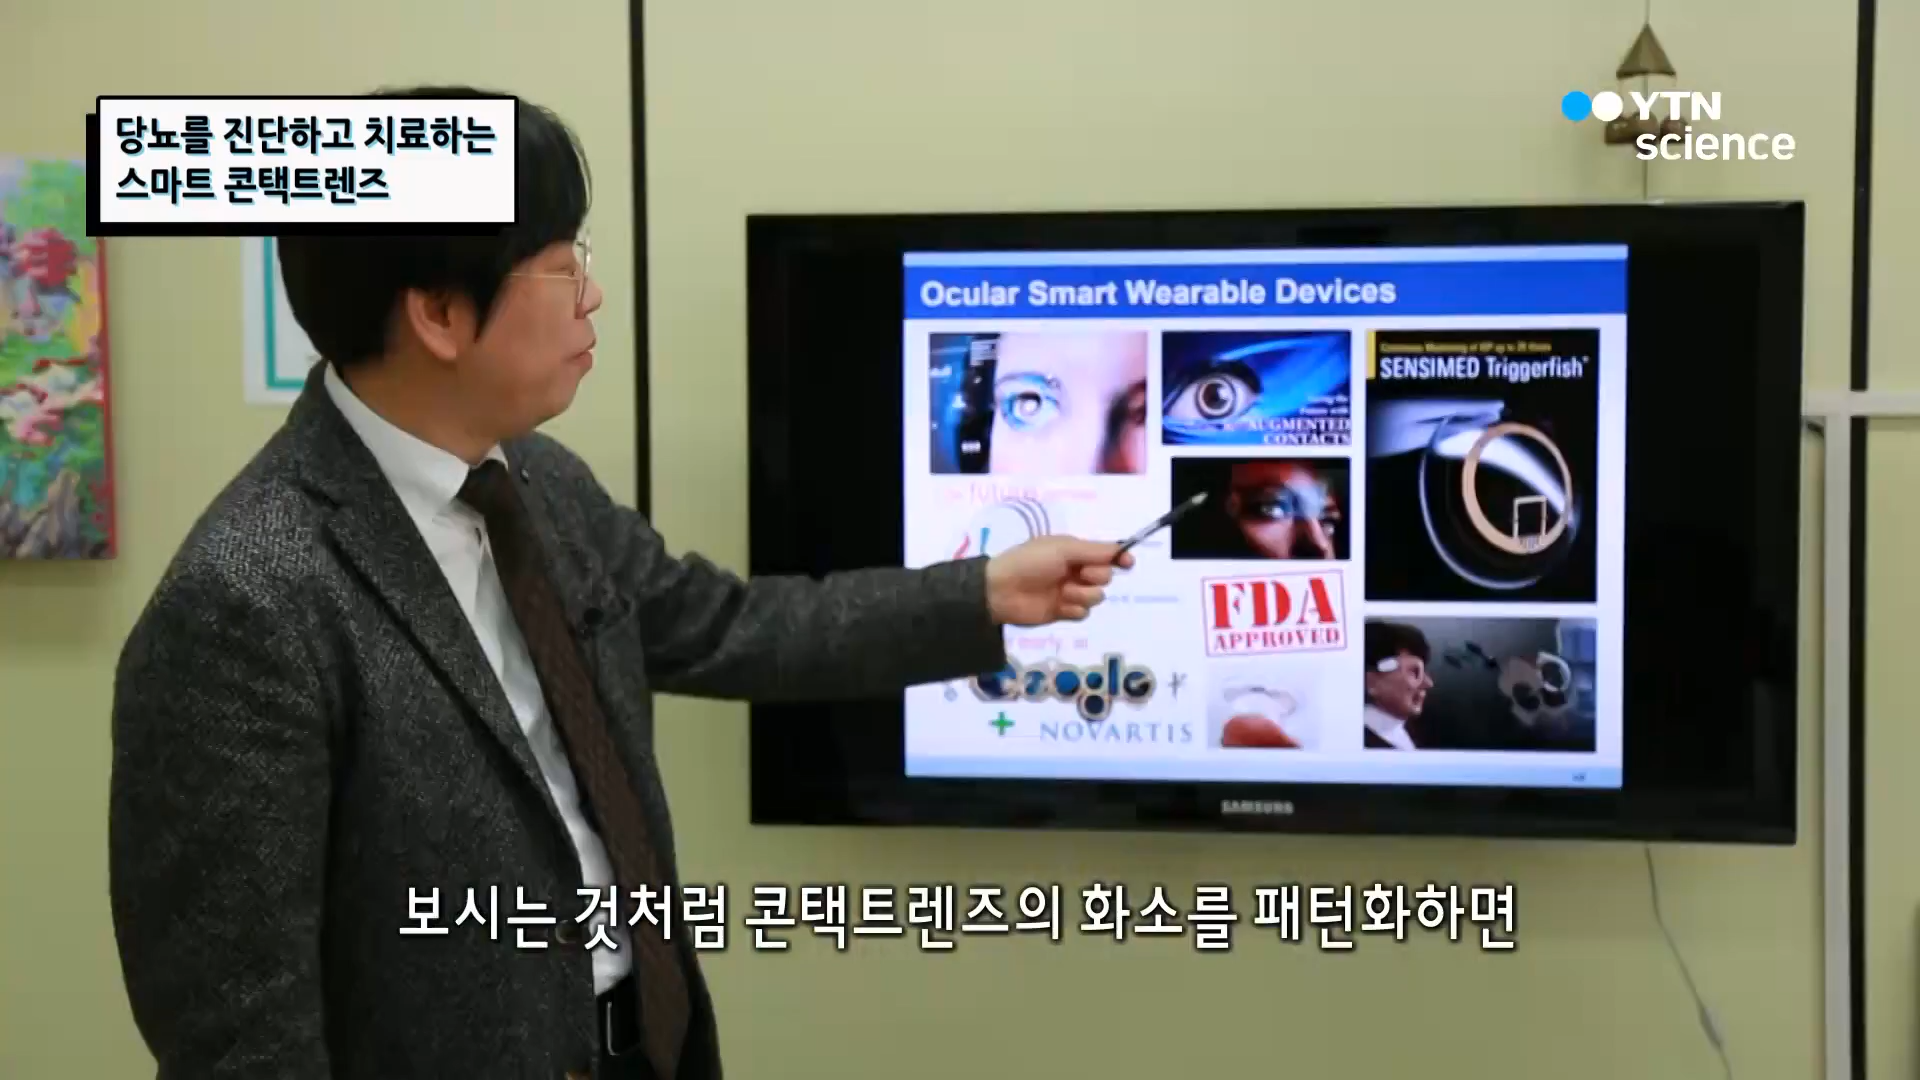 당뇨를 진단하고 치료하는
스마트 콘택트렌즈
YTN
science
Ocular Smart Wearable Devices
AUGMENTED
CONTACTS
SENSIMED Triggerfish
future
FDA
APPROVED
Google
+ NOVARTIS
SAMSUNG
보시는 것처럼 콘택트렌즈의 화소를 패턴화하면